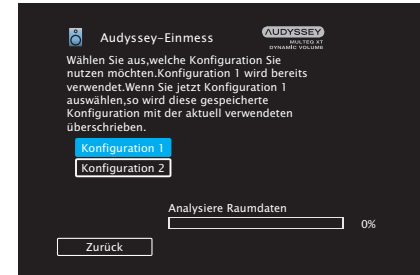 Audyssey-Einmess
AUDYSSEY
MULTEQ XT
DYNAMIC VOLUME
Wählen Sie aus,welche Konfiguration Sie
nutzen möchten.Konfiguration 1 wird bereits
verwendet.Wenn Sie jetzt Konfiguration 1
auswählen,so wird diese gespeicherte
Konfiguration mit der aktuell verwendeten
überschrieben.
Konfiguration 1
Konfiguration 2
Analysiere Raumdaten
0%
Zurück